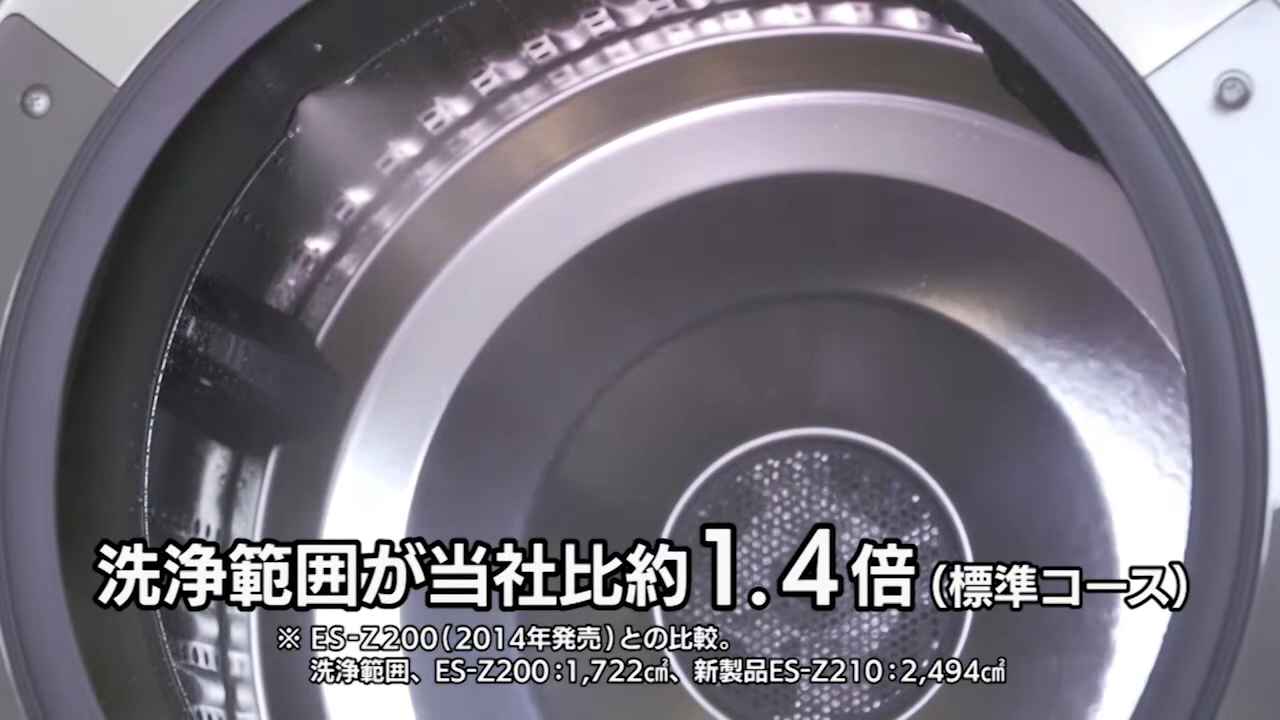 洗浄範囲が当社比約1.4倍(標準コース)
※ ES-Z200(2014年発売)との比較。
洗浄範囲、ES-Z200:1,722㎠、新製品ES-Z210:2,494㎠